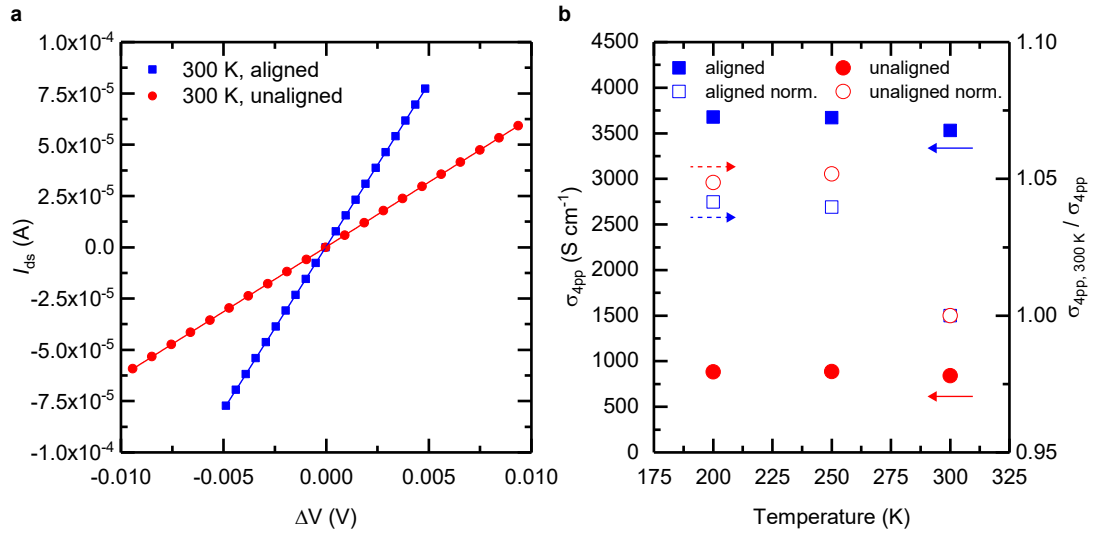 a
1.0x10⁻⁴
7.5x10⁻⁵
5.0x10⁻⁵
2.5x10⁻⁵
0.0
-2.5x10⁻⁵
-5.0x10⁻⁵
-7.5x10⁻⁵
-1.0x10⁻⁴
I_ds (A)
300 K, aligned
300 K, unaligned
-0.010 -0.005 0.000 0.005 0.010
ΔV (V)
b
4500
4000
3500
3000
2500
2000
1500
1000
500
0
σ_4pp (S cm⁻¹)
aligned unaligned
aligned norm. unaligned norm.
1.10
1.05
1.00
0.95
σ_4pp, 300 K / σ_4pp
175 200 225 250 275 300 325
Temperature (K)